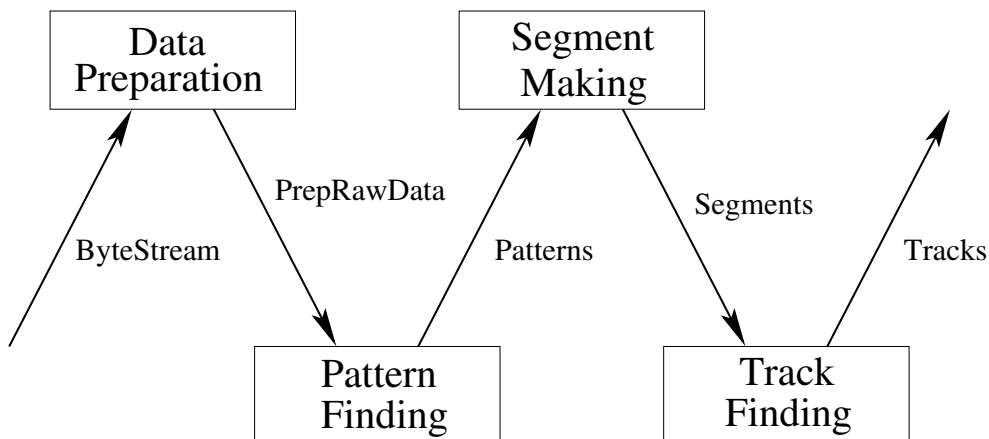 Data
Preparation
Segment
Making
PrepRawData
Segments
ByteStream
Patterns
Tracks
Pattern
Finding
Track
Finding